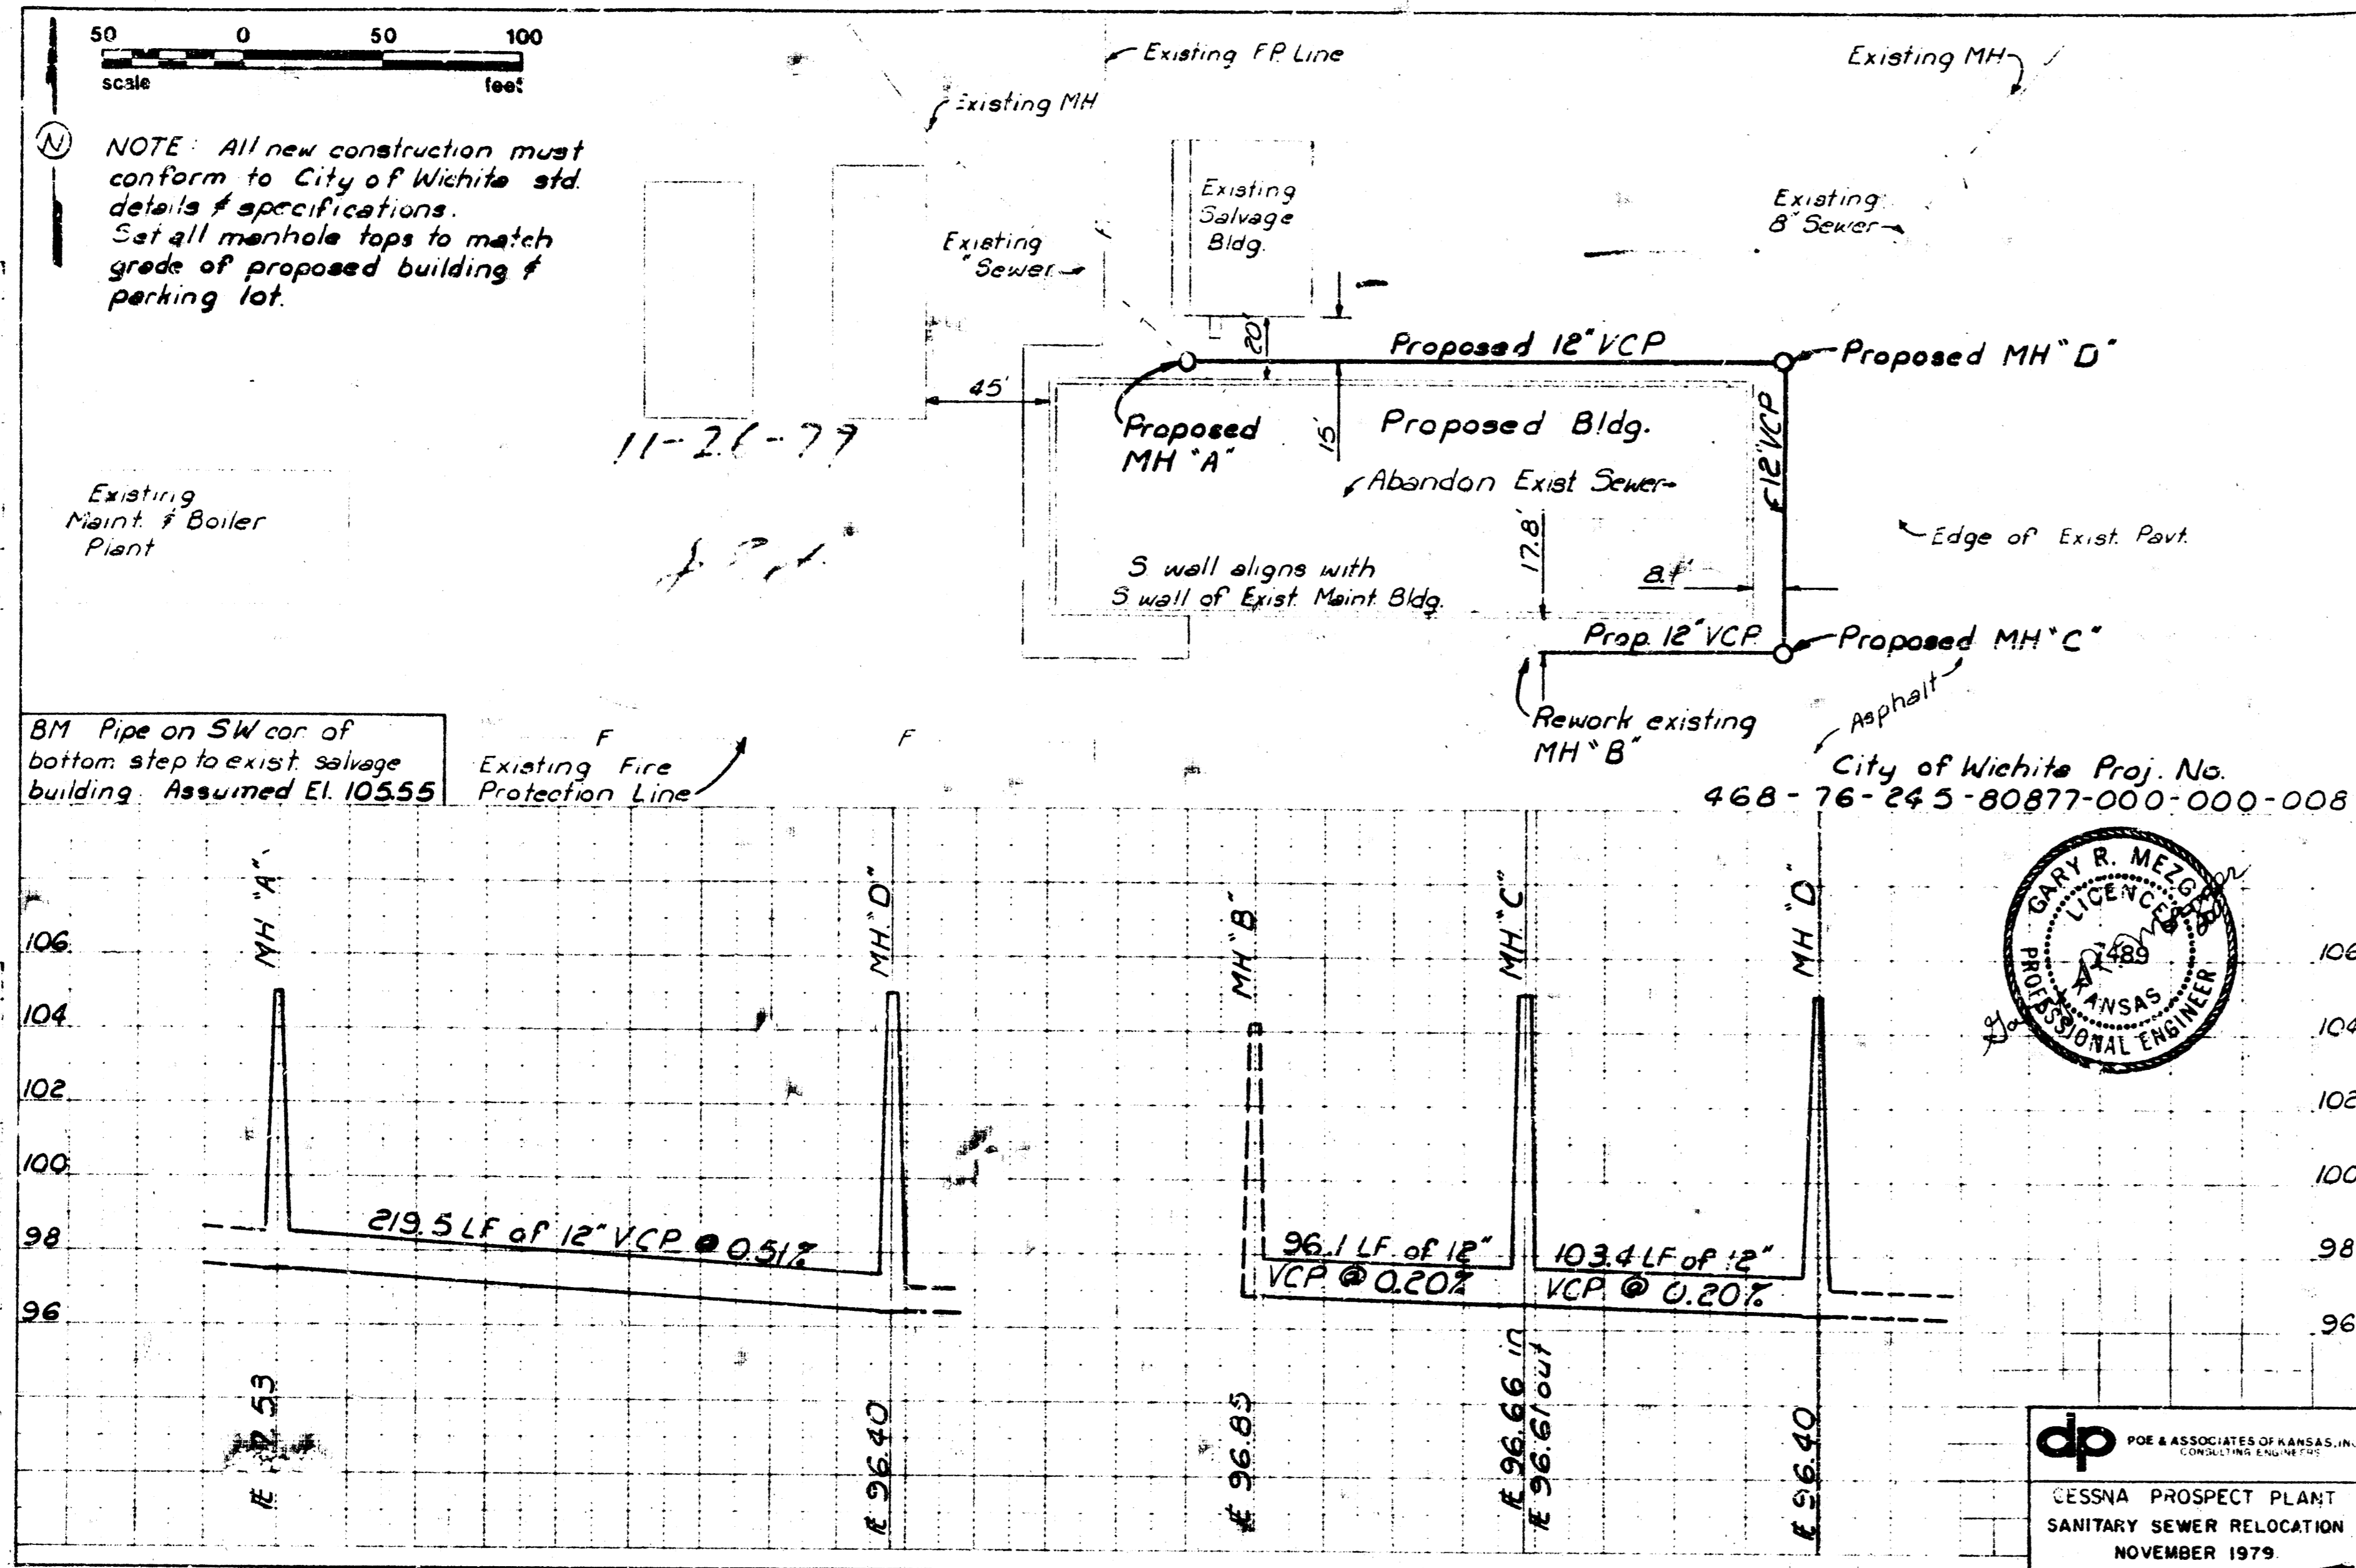 50 0 50 100
scale feet
N
NOTE: All new construction must
conform to City of Wichita std.
details & specifications.
Set all manhole tops to match
grade of proposed building &
parking lot.
Existing FP. Line
Existing MH
Existing MH
Existing
Salvage
Bldg.
Existing
"Sewer
Existing
8" Sewer
20'
45'
15'
Proposed 12" VCP
Proposed MH "D"
Proposed
MH "A"
Proposed Bldg.
12" VCP
Abandon Exist Sewer
11-26-79
Existing
Maint. & Boiler
Plant
Edge of Exist. Pavt.
17.8'
S wall aligns with
S wall of Exist. Maint. Bldg.
Prop. 12" VCP
Proposed MH "C"
Asphalt
Rework existing
MH "B"
BM Pipe on SW cor of
bottom step to exist. salvage
building. Assumed El. 105.55
F
F
F
Existing Fire
Protection Line
City of Wichita Proj. No.
468-76-245-80877-000-000-008
MH "A"
MH "D"
MH "B"
MH "C"
MH "D"
GARY R.
LICENCED
7489
KANSAS
PROFESSIONAL ENGINEER
106
104
102
100
98
96
106
104
102
100
98
96
219.5 LF of 12" VCP @ 0.51%
96.1 LF of 12"
VCP @ 0.20%
103.4 LF of 12"
VCP @ 0.20%
53
96.40
96.85
96.66 in
96.61 out
96.40
dp
POE & ASSOCIATES OF KANSAS, INC.
CONSULTING ENGINEERS
CESSNA PROSPECT PLANT
SANITARY SEWER RELOCATION
NOVEMBER 1979